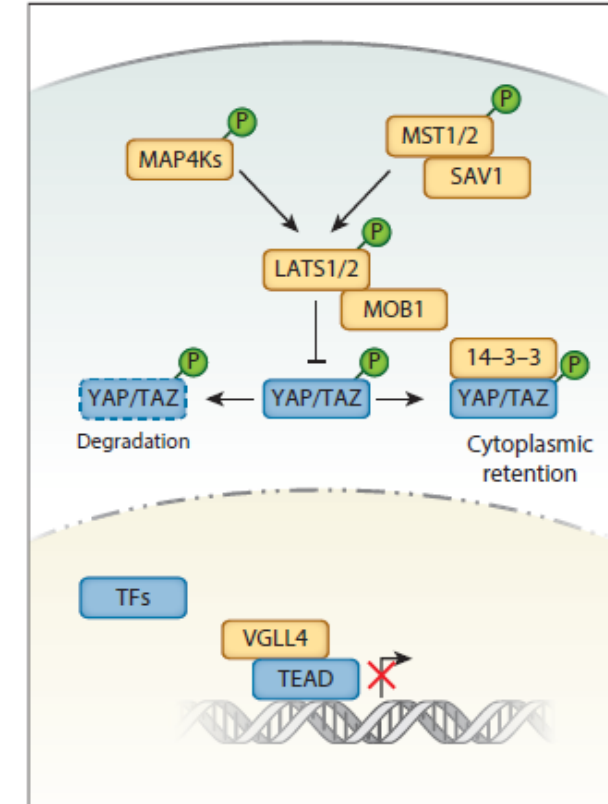 P
P
MAP4Ks
MST1/2
SAV1
P
LATS1/2
MOB1
P
P
14–3–3
P
YAP/TAZ
YAP/TAZ
YAP/TAZ
Degradation
Cytoplasmic
retention
TFs
VGLL4
TEAD